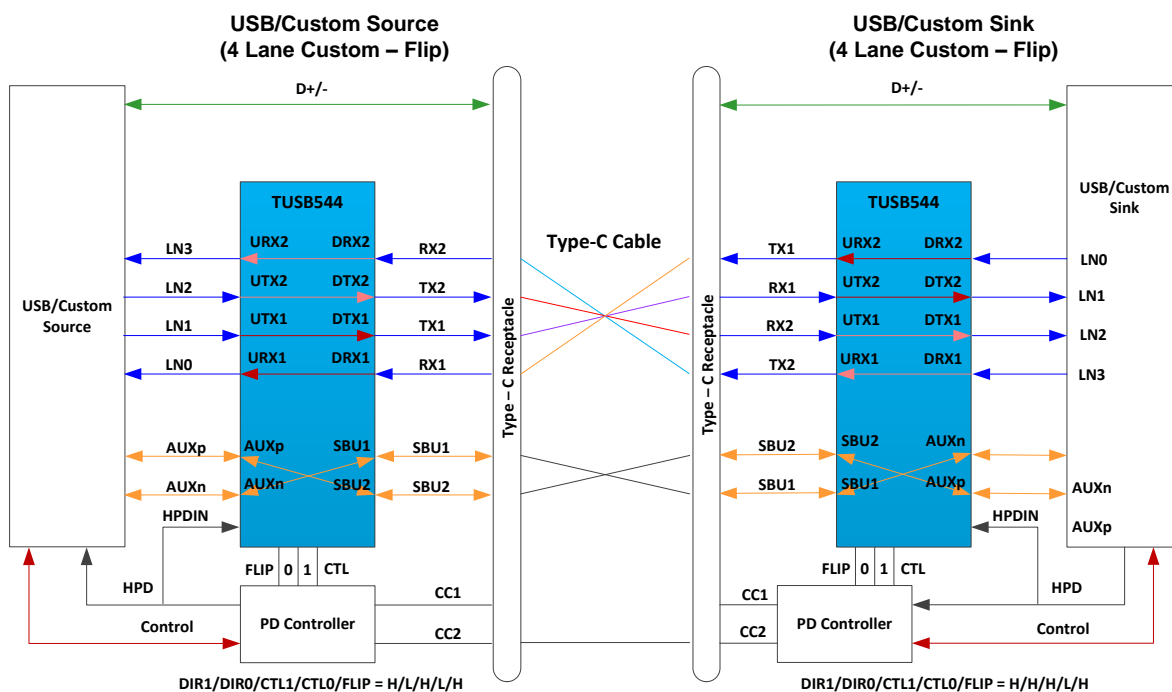 USB/Custom Source
(4 Lane Custom – Flip)
USB/Custom Sink
(4 Lane Custom – Flip)
D+/-
D+/-
TUSB544
TUSB544
USB/Custom
Sink
Type-C Cable
LN3
URX2
DRX2
RX2
TX1
URX2
DRX2
LN0
LN2
UTX2
DTX2
TX2
RX1
UTX2
DTX2
LN1
USB/Custom
Source
LN1
UTX1
DTX1
TX1
RX2
UTX1
DTX1
LN2
LN0
URX1
DRX1
RX1
TX2
URX1
DRX1
LN3
Type – C Receptacle
Type – C Receptacle
AUXp
AUXp
SBU1
SBU1
SBU2
SBU2
AUXn
AUXn
AUXn
SBU2
SBU2
SBU1
SBU1
AUXp
AUXn
HPDIN
HPDIN
AUXp
FLIP
0
1
CTL
FLIP
0
1
CTL
HPD
CC1
CC1
HPD
PD Controller
PD Controller
Control
CC2
CC2
Control
DIR1/DIR0/CTL1/CTL0/FLIP = H/L/H/L/H
DIR1/DIR0/CTL1/CTL0/FLIP = H/H/H/L/H